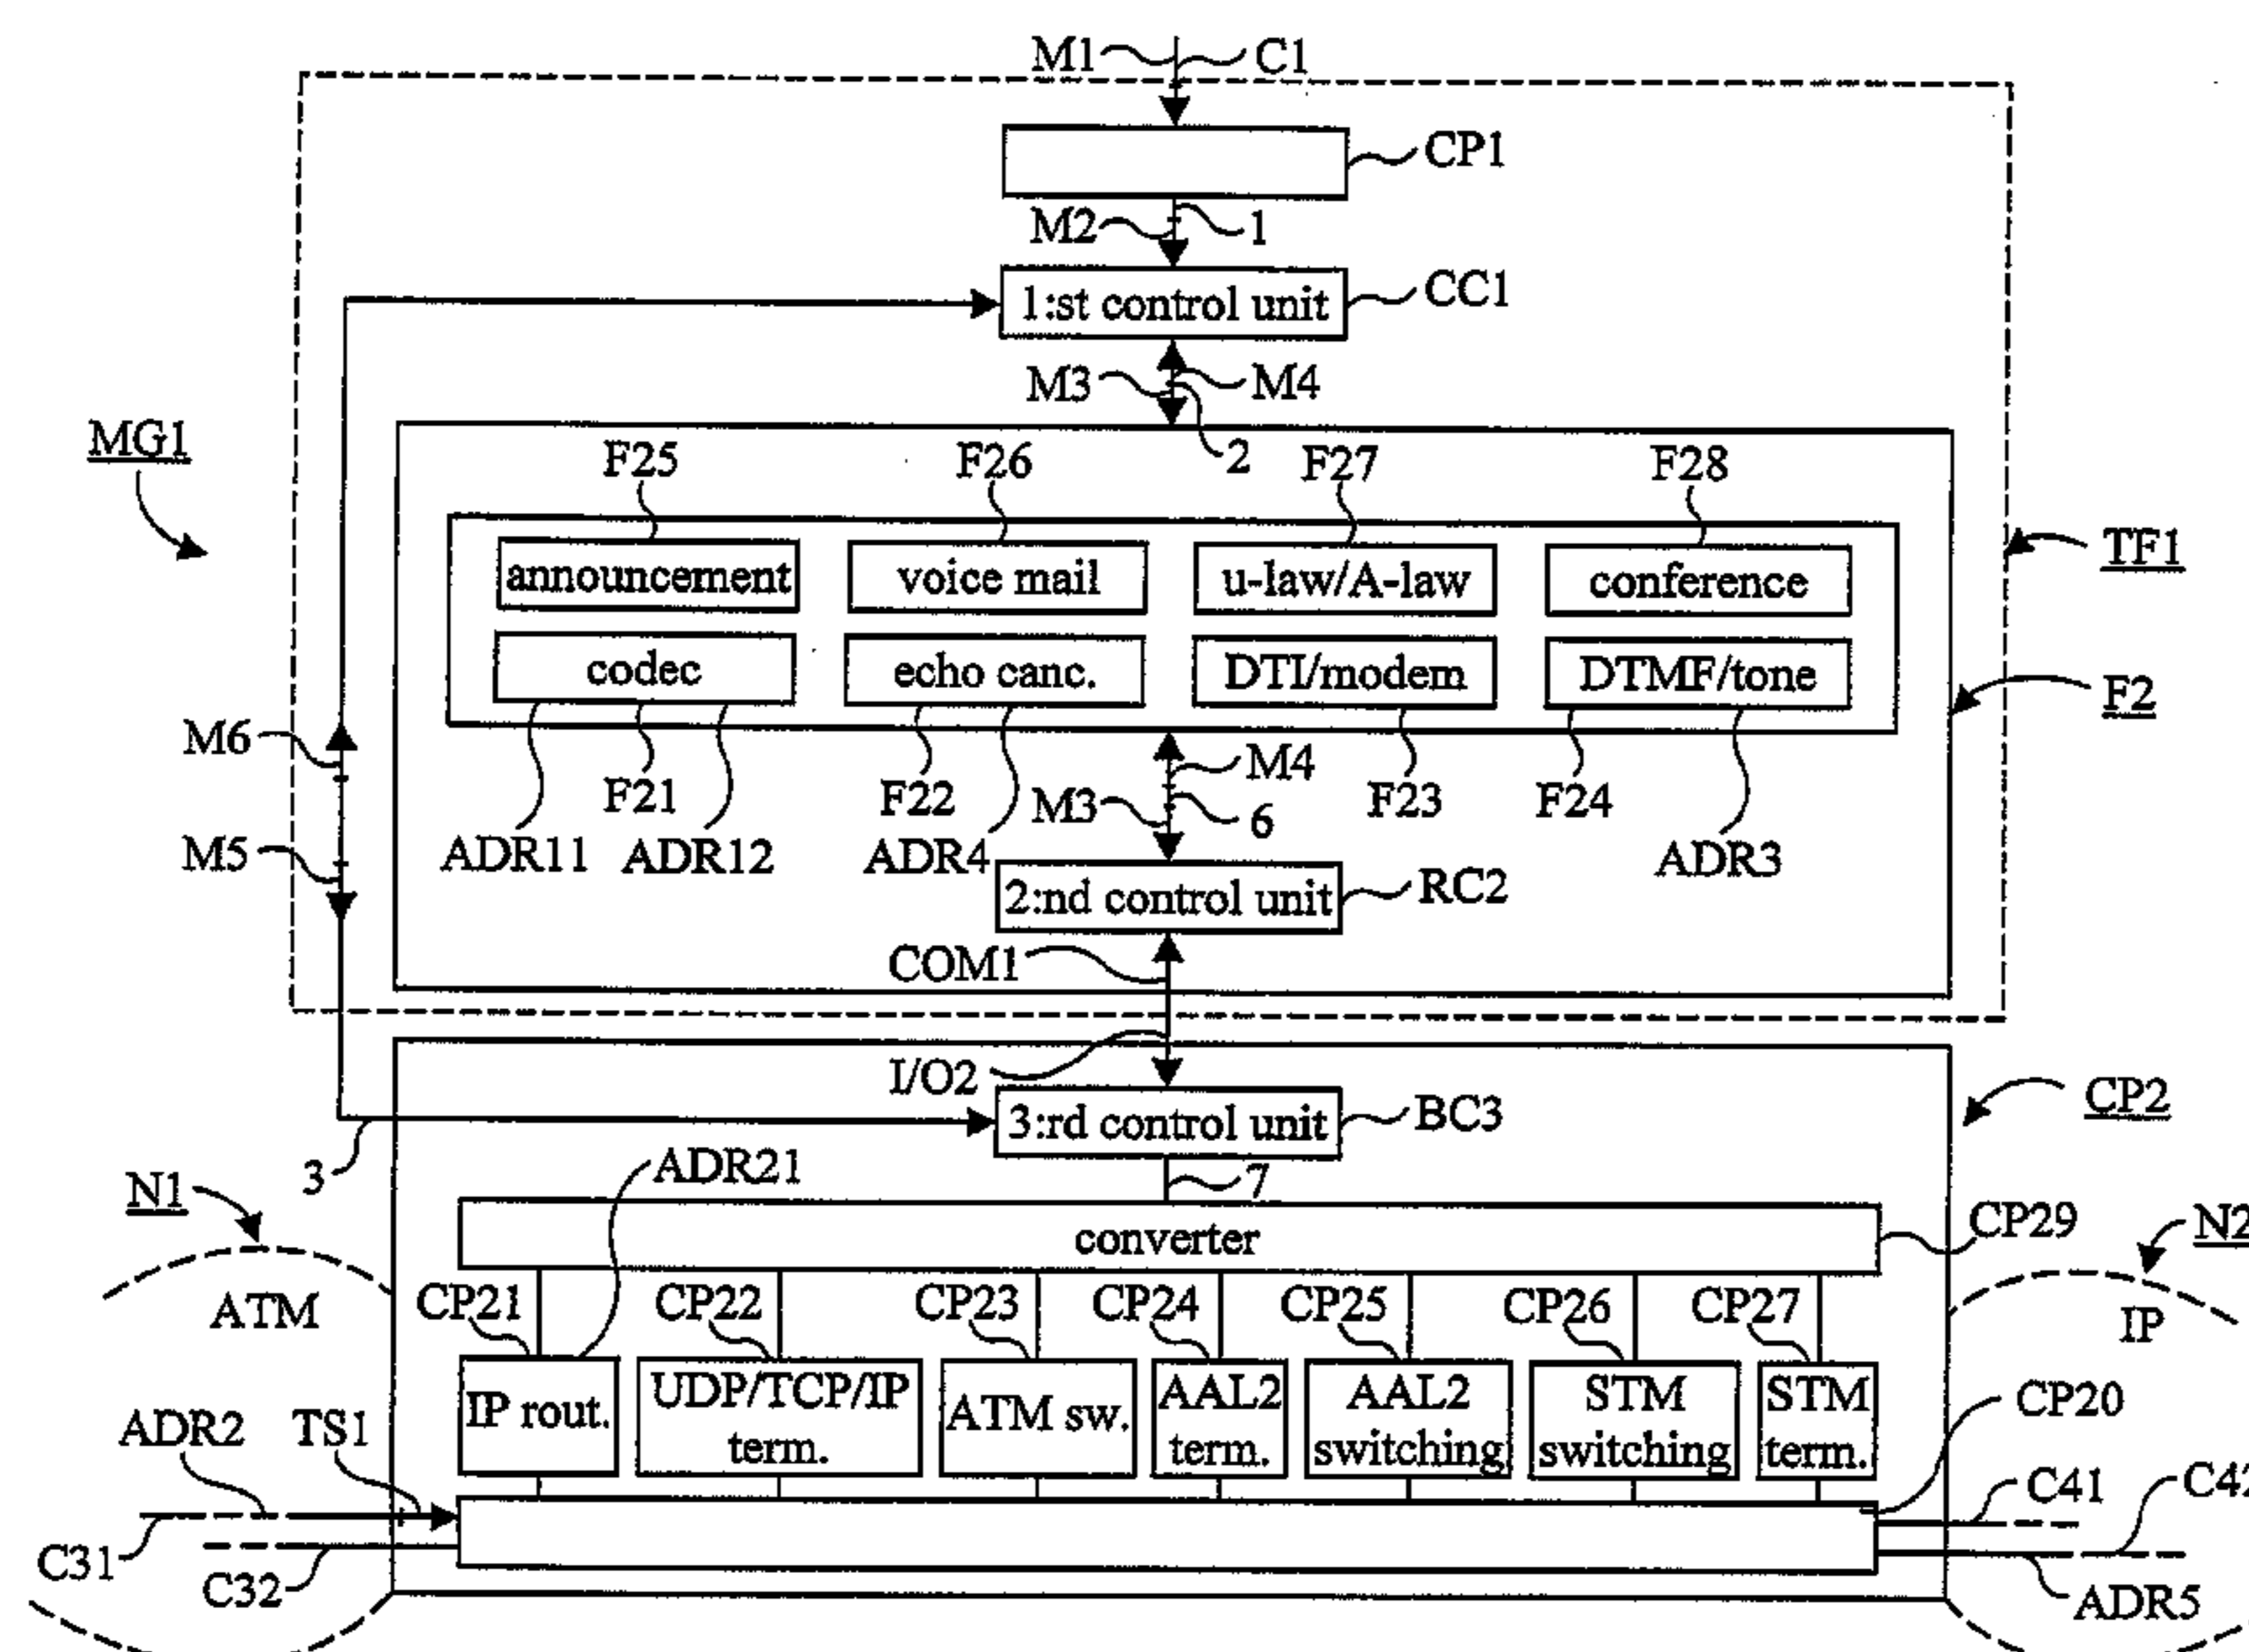 M1 C1
CP1
M2 1
1:st control unit CC1
M3 M4
MG1
2
F25 F26 F27 F28
announcement voice mail u-law/A-law conference
TF1
codec echo canc. DTI/modem DTMF/tone
F2
M6
M4
F21 F22 M3 6 F23 F24
M5
ADR11 ADR12 ADR4 ADR3
2:nd control unit RC2
COM1
I/O2
CP2
3:rd control unit BC3
3 ADR21 7
N1 N2
converter CP29
ATM IP
CP21 CP22 CP23 CP24 CP25 CP26 CP27
IP rout. UDP/TCP/IP term. ATM sw. AAL2 term. AAL2 switching STM switching STM term.
CP20
ADR2 TS1
C41 C42
C31
C32
ADR5